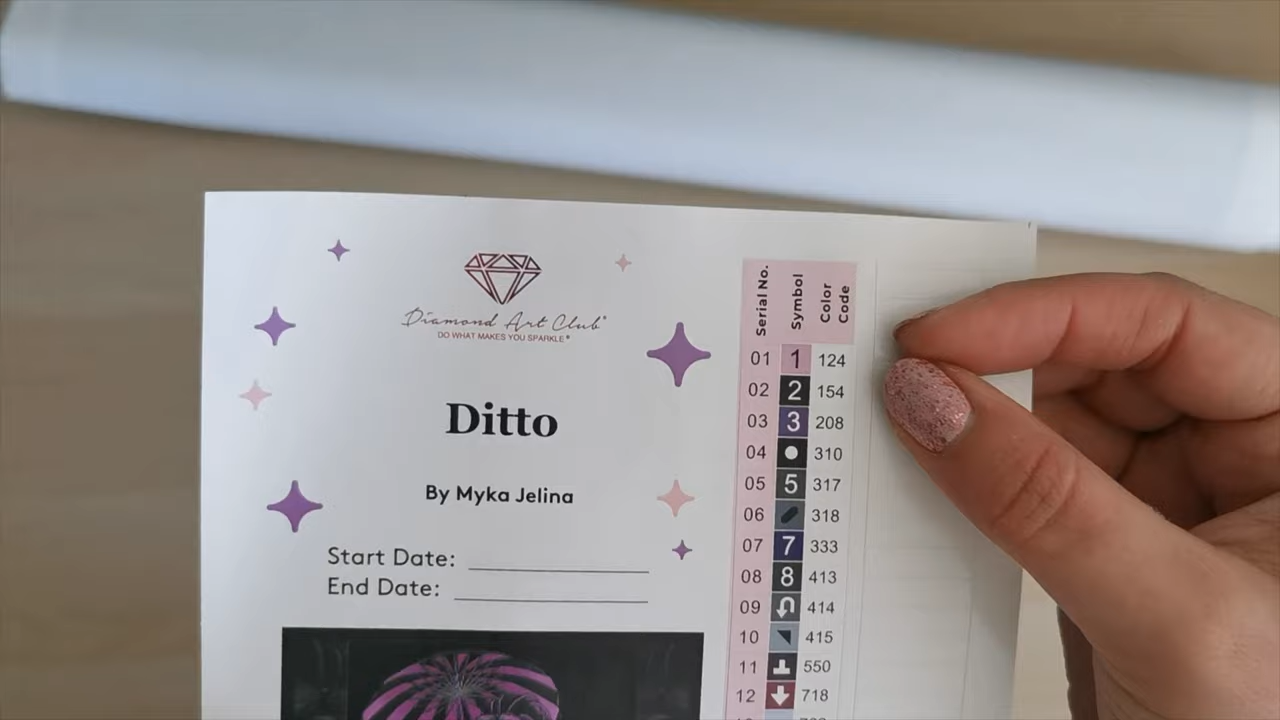 Diamond Art Club®
DO WHAT MAKES YOU SPARKLE®
Ditto
By Myka Jelina
Start Date: ____________
End Date: ____________
Serial No. Symbol Color Code
01 1 124
02 2 154
03 3 208
04 ● 310
05 5 317
06 318
07 7 333
08 8 413
09 414
10 415
11 550
12 718